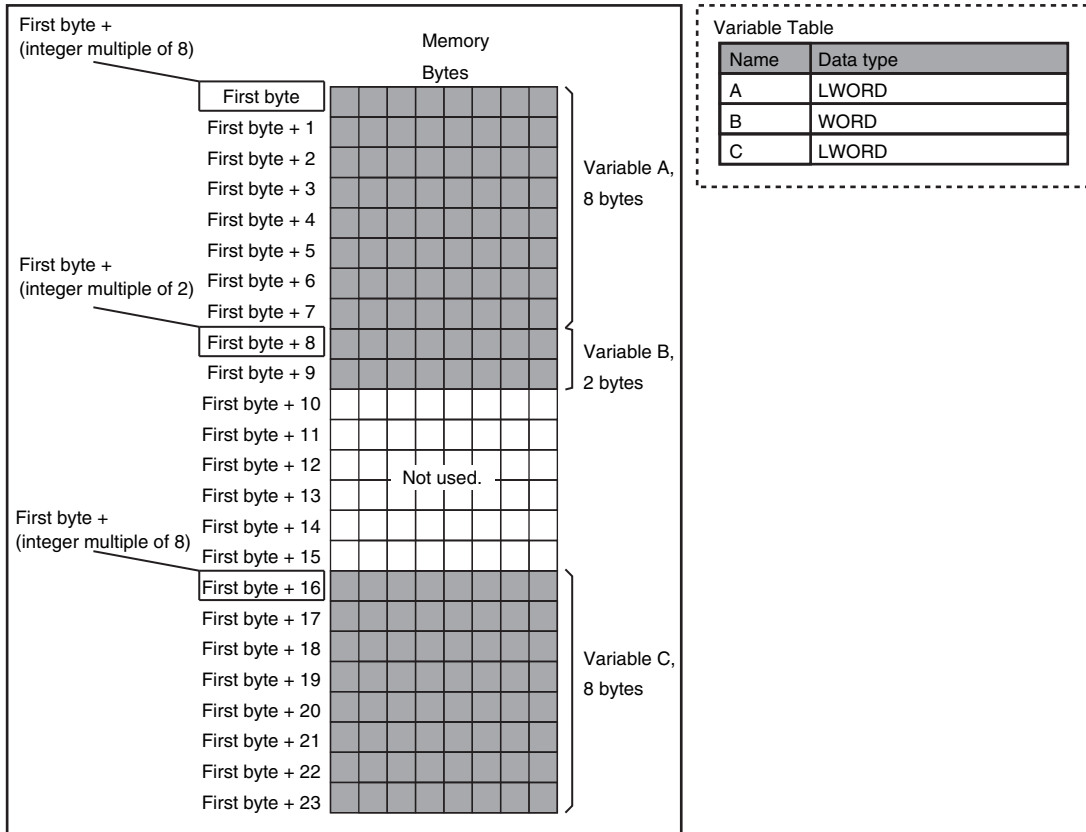 First byte +
(integer multiple of 8)
Memory
Bytes
First byte
First byte + 1
First byte + 2
First byte + 3
First byte + 4
First byte + 5
First byte + 6
First byte + 7
Variable A,
8 bytes
First byte +
(integer multiple of 2)
First byte + 8
First byte + 9
Variable B,
2 bytes
First byte + 10
First byte + 11
First byte + 12
First byte + 13
First byte + 14
First byte + 15
Not used.
First byte +
(integer multiple of 8)
First byte + 16
First byte + 17
First byte + 18
First byte + 19
First byte + 20
First byte + 21
First byte + 22
First byte + 23
Variable C,
8 bytes
Variable Table
Name Data type
A LWORD
B WORD
C LWORD